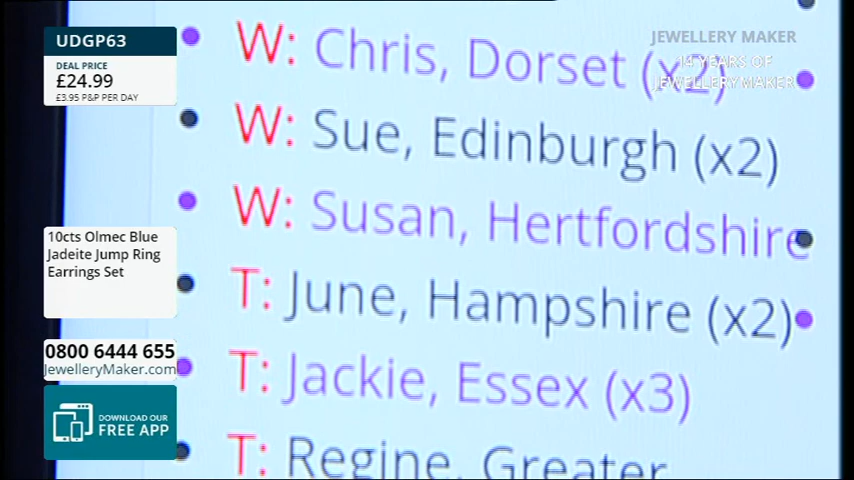 UDGP63
DEAL PRICE
£24.99
£3.95 P&P PER DAY
10cts Olmec Blue
Jadeite Jump Ring
Earrings Set
0800 6444 655
JewelleryMaker.com
DOWNLOAD OUR
FREE APP
JEWELLERY MAKER
14 YEARS OF
JEWELLERY MAKER
W: Chris, Dorset (x2)
W: Sue, Edinburgh (x2)
W: Susan, Hertfordshire
T: June, Hampshire (x2)
T: Jackie, Essex (x3)
T: Regine, Greater